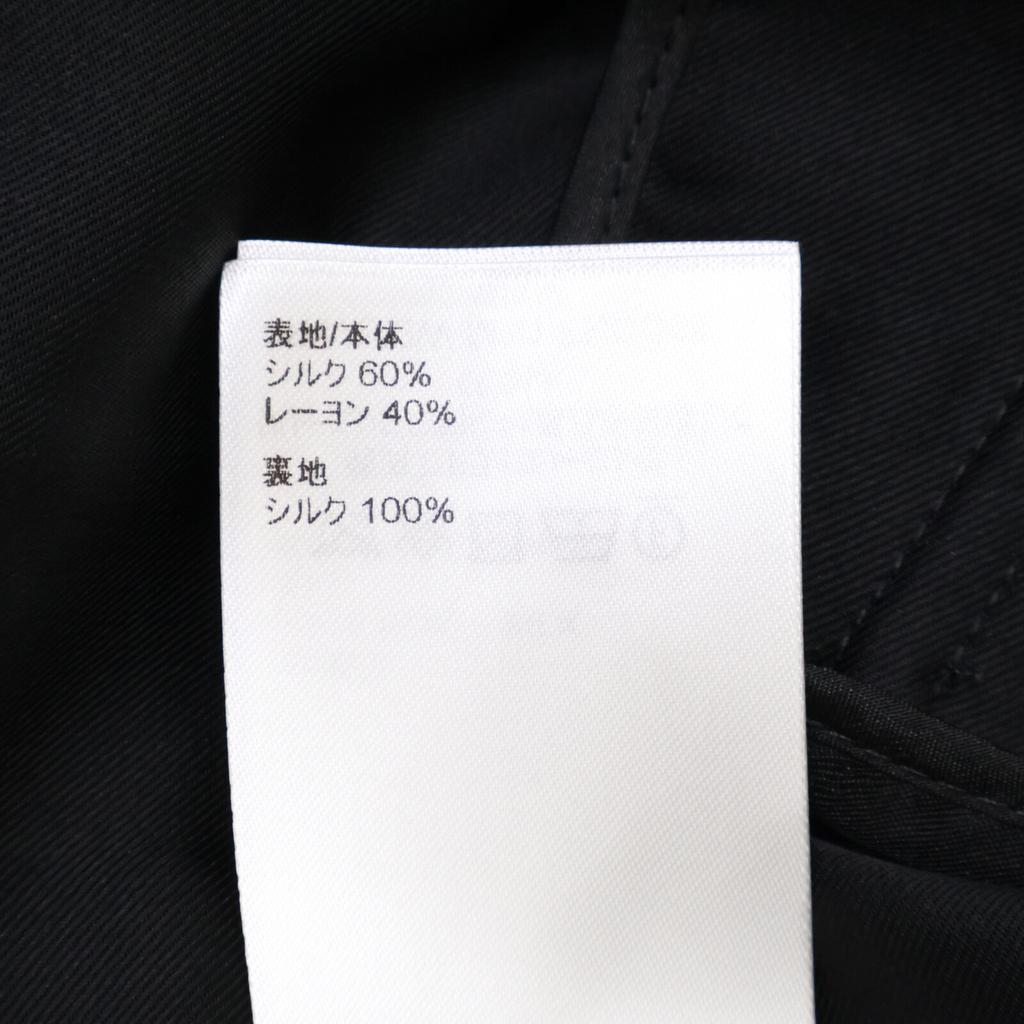 表地/本体
シルク 60%
レーヨン 40%
裏地
シルク 100%